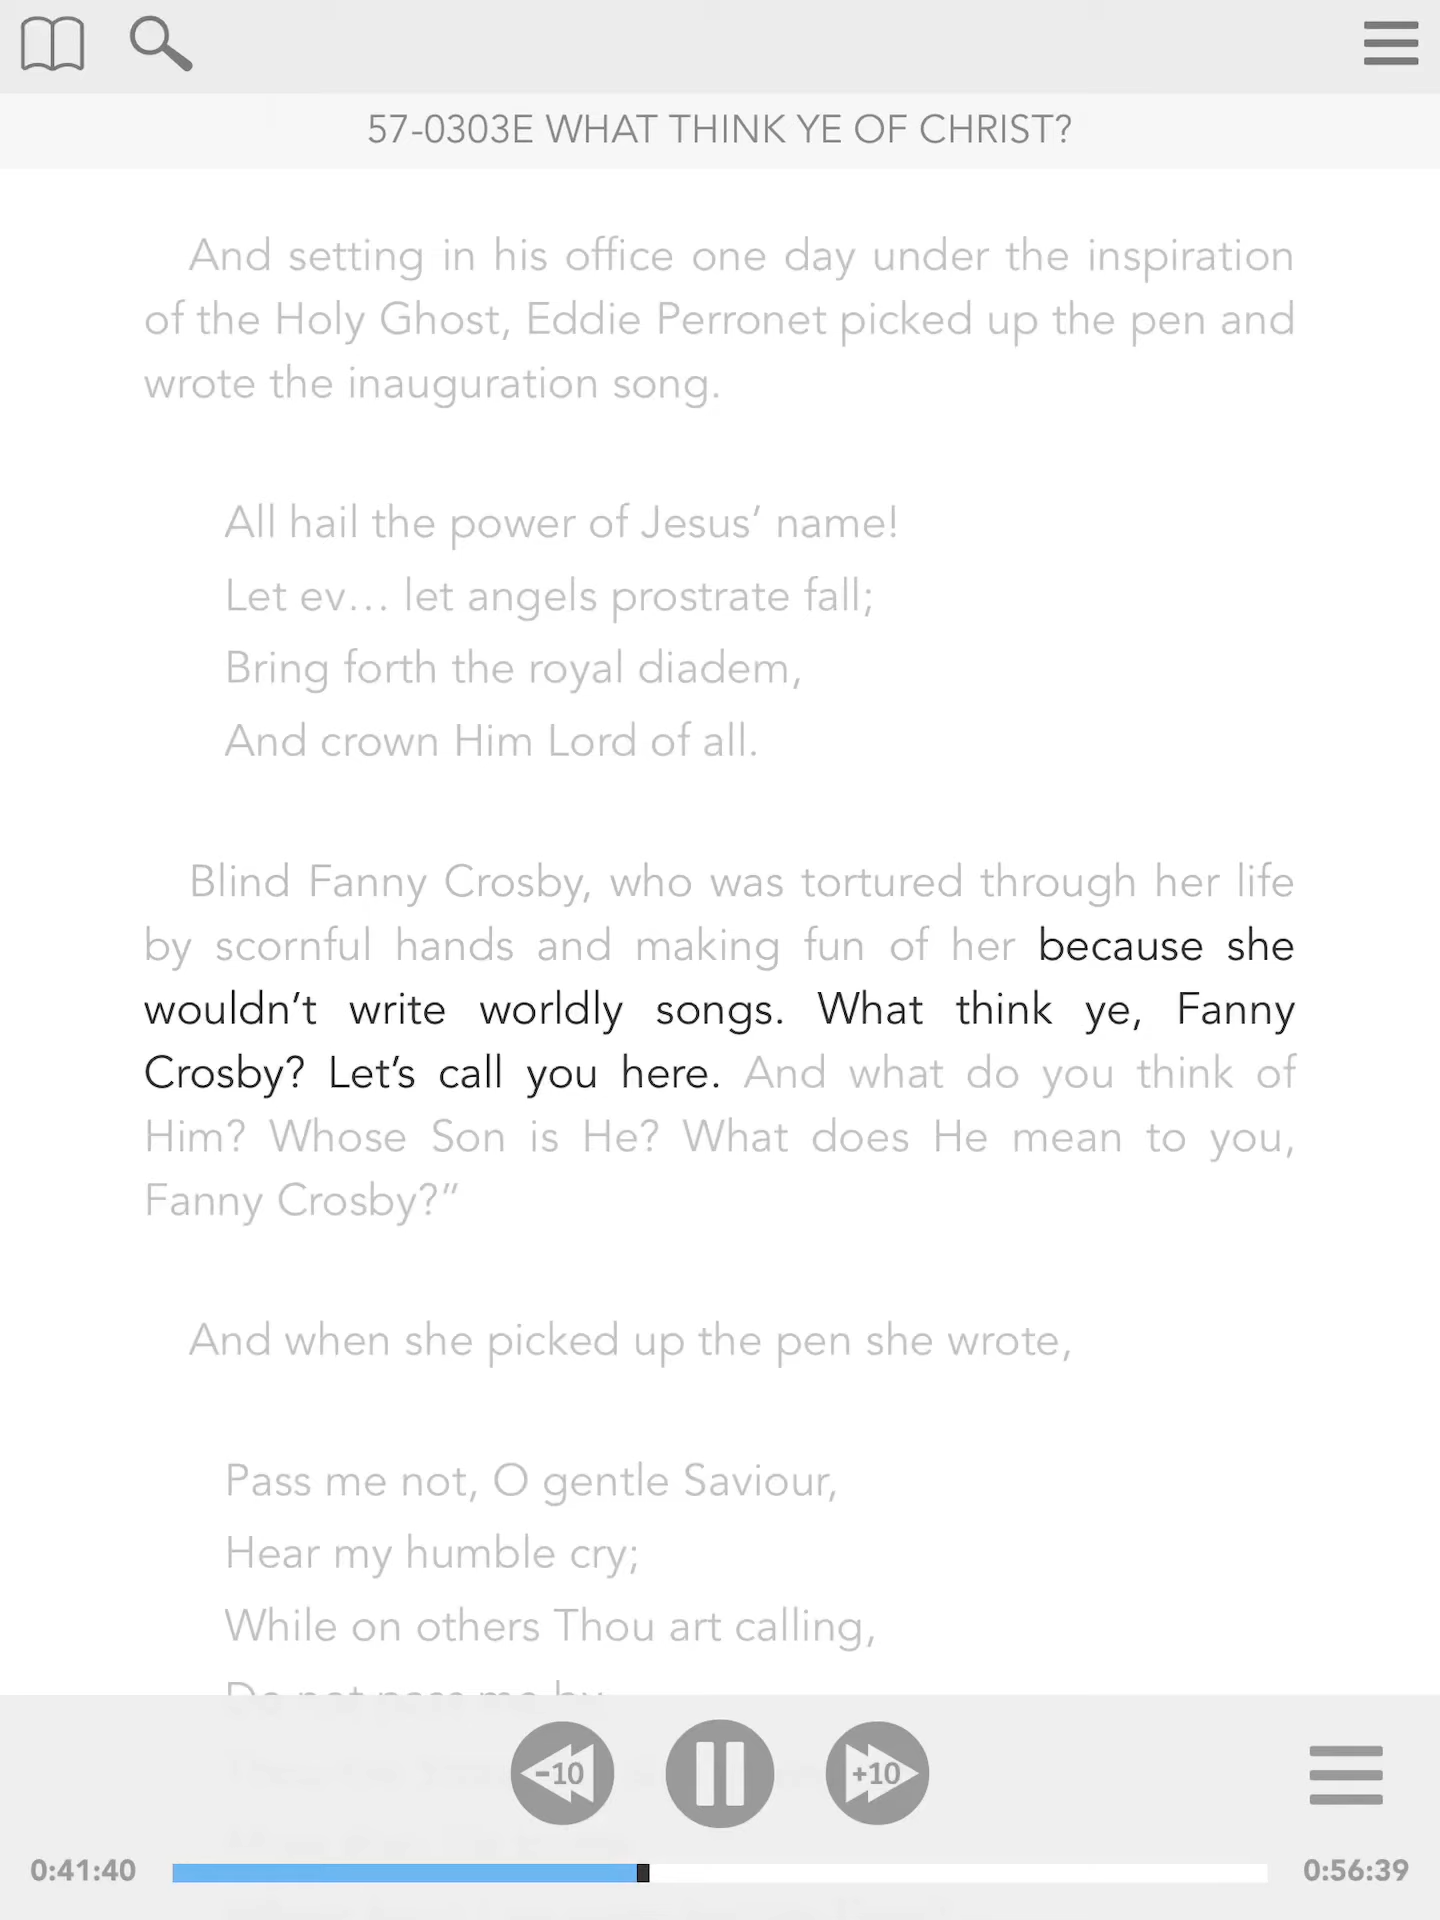 57-0303E WHAT THINK YE OF CHRIST?
And setting in his office one day under the inspiration
of the Holy Ghost, Eddie Perronet picked up the pen and
wrote the inauguration song.
All hail the power of Jesus’ name!
Let ev… let angels prostrate fall;
Bring forth the royal diadem,
And crown Him Lord of all.
Blind Fanny Crosby, who was tortured through her life
by scornful hands and making fun of her because she
wouldn’t write worldly songs. What think ye, Fanny
Crosby? Let’s call you here. And what do you think of
Him? Whose Son is He? What does He mean to you,
Fanny Crosby?”
And when she picked up the pen she wrote,
Pass me not, O gentle Saviour,
Hear my humble cry;
While on others Thou art calling,
Do not pass me by.
-10 +10
0:41:40 0:56:39